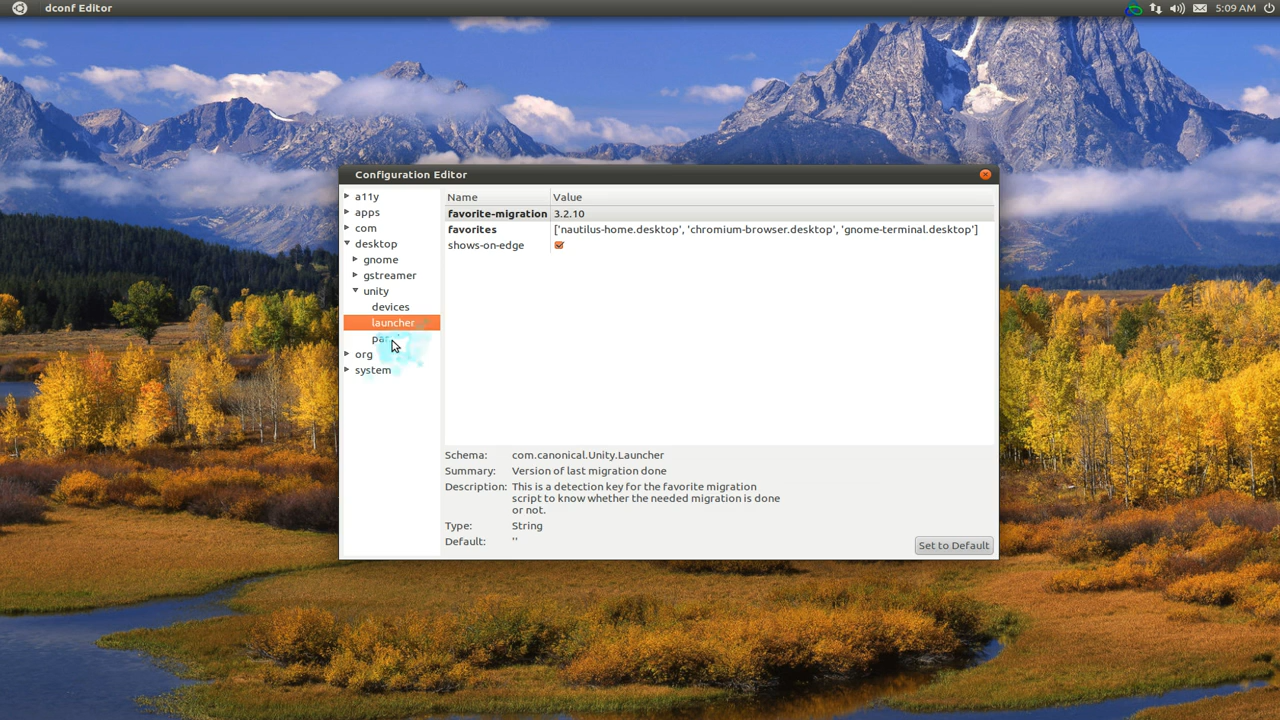 dconf Editor
5:09 AM
Configuration Editor
a11y
apps
com
desktop
gnome
gstreamer
unity
devices
launcher
org
system
Name Value
favorite-migration 3.2.10
favorites ['nautilus-home.desktop', 'chromium-browser.desktop', 'gnome-terminal.desktop']
shows-on-edge
Schema: com.canonical.Unity.Launcher
Summary: Version of last migration done
Description: This is a detection key for the favorite migration
script to know whether the needed migration is done
or not.
Type: String
Default: ''
Set to Default